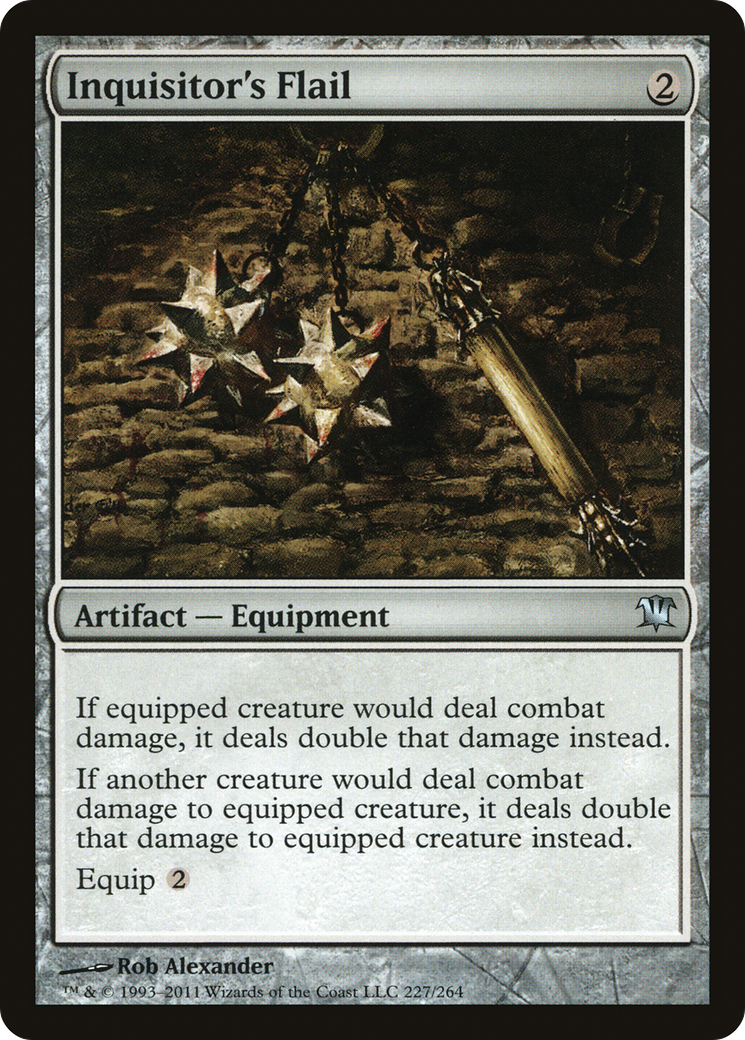 Inquisitor's Flail 2
Artifact — Equipment
If equipped creature would deal combat
damage, it deals double that damage instead.
If another creature would deal combat
damage to equipped creature, it deals double
that damage to equipped creature instead.
Equip 2
Rob Alexander
™ & © 1993–2011 Wizards of the Coast LLC 227/264